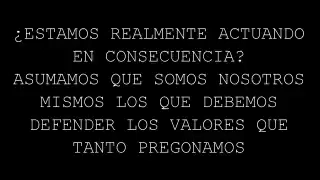 ¿ESTAMOS REALMENTE ACTUANDO
EN CONSECUENCIA?
ASUMAMOS QUE SOMOS NOSOTROS
MISMOS LOS QUE DEBEMOS
DEFENDER LOS VALORES QUE
TANTO PREGONAMOS